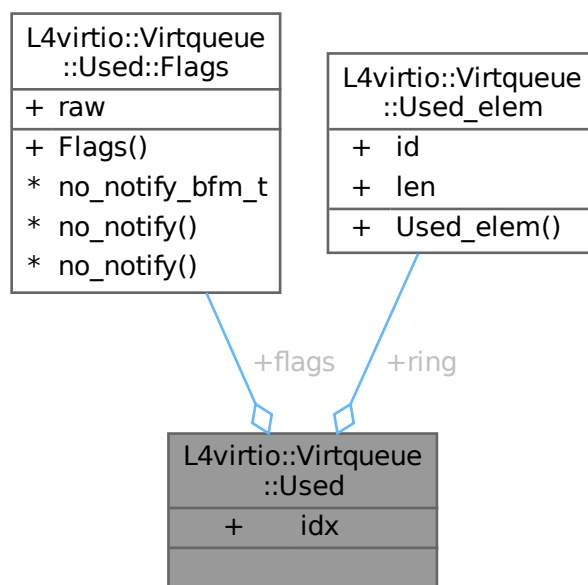 L4virtio::Virtqueue
::Used::Flags
+ raw
+ Flags()
* no_notify_bfm_t
* no_notify()
* no_notify()
L4virtio::Virtqueue
::Used_elem
+ id
+ len
+ Used_elem()
+flags
+ring
L4virtio::Virtqueue
::Used
+ idx